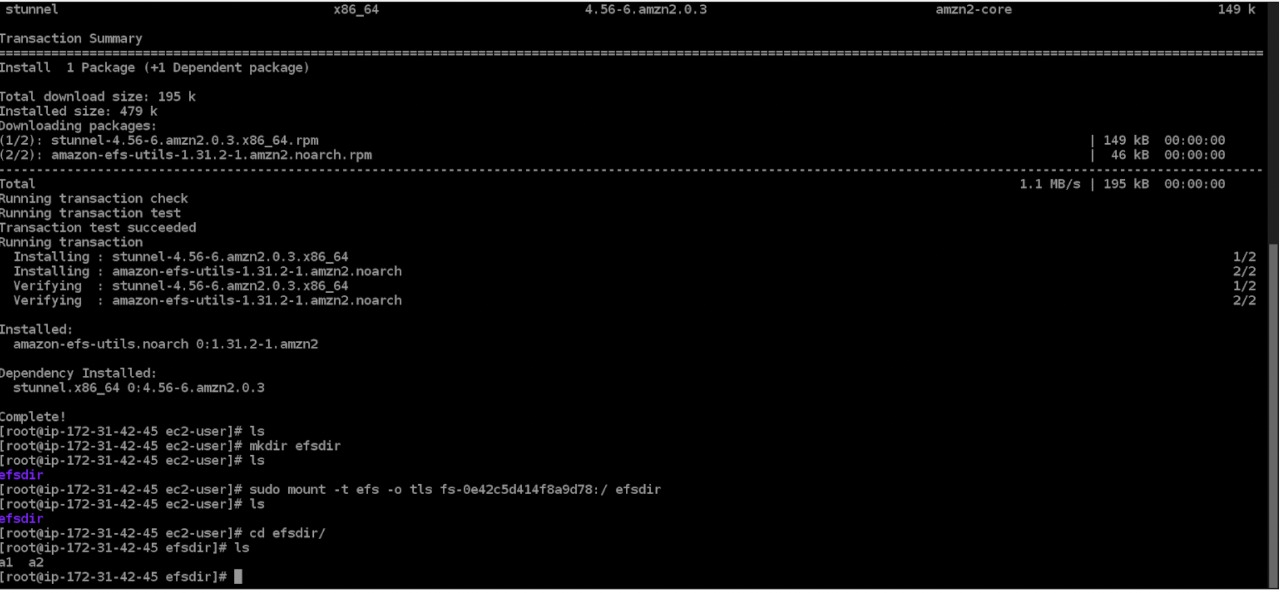 stunnel x86_64 4.56-6.amzn2.0.3 amzn2-core 149 k
Transaction Summary
================================================================================
Install  1 Package (+1 Dependent package)
Total download size: 195 k
Installed size: 479 k
Downloading packages:
(1/2): stunnel-4.56-6.amzn2.0.3.x86_64.rpm | 149 kB  00:00:00
(2/2): amazon-efs-utils-1.31.2-1.amzn2.noarch.rpm |  46 kB  00:00:00
--------------------------------------------------------------------------------
Total 1.1 MB/s | 195 kB  00:00:00
Running transaction check
Running transaction test
Transaction test succeeded
Running transaction
  Installing : stunnel-4.56-6.amzn2.0.3.x86_64 1/2
  Installing : amazon-efs-utils-1.31.2-1.amzn2.noarch 2/2
  Verifying  : stunnel-4.56-6.amzn2.0.3.x86_64 1/2
  Verifying  : amazon-efs-utils-1.31.2-1.amzn2.noarch 2/2
Installed:
  amazon-efs-utils.noarch 0:1.31.2-1.amzn2
Dependency Installed:
  stunnel.x86_64 0:4.56-6.amzn2.0.3
Complete!
[root@ip-172-31-42-45 ec2-user]# ls
[root@ip-172-31-42-45 ec2-user]# mkdir efsdir
[root@ip-172-31-42-45 ec2-user]# ls
efsdir
[root@ip-172-31-42-45 ec2-user]# sudo mount -t efs -o tls fs-0e42c5d414f8a9d78:/ efsdir
[root@ip-172-31-42-45 ec2-user]# ls
efsdir
[root@ip-172-31-42-45 ec2-user]# cd efsdir/
[root@ip-172-31-42-45 efsdir]# ls
a1  a2
[root@ip-172-31-42-45 efsdir]#